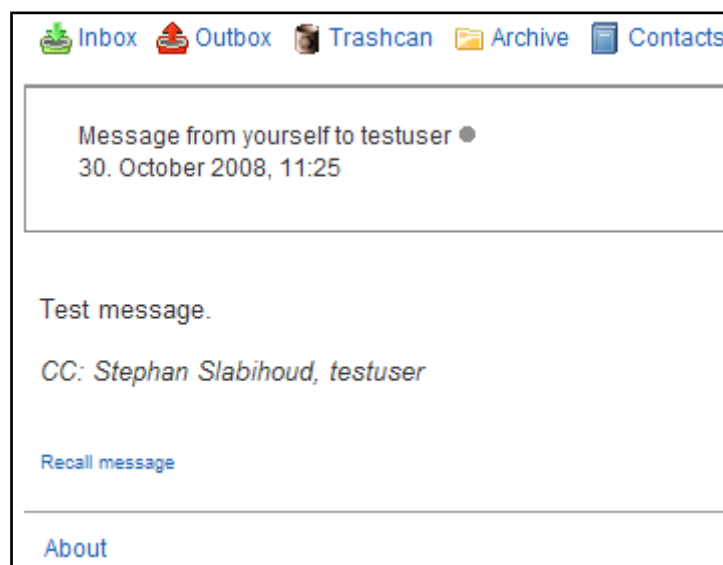 Inbox Outbox Trashcan Archive Contacts
Message from yourself to testuser
30. October 2008, 11:25
Test message.
CC: Stephan Slabihoud, testuser
Recall message
About